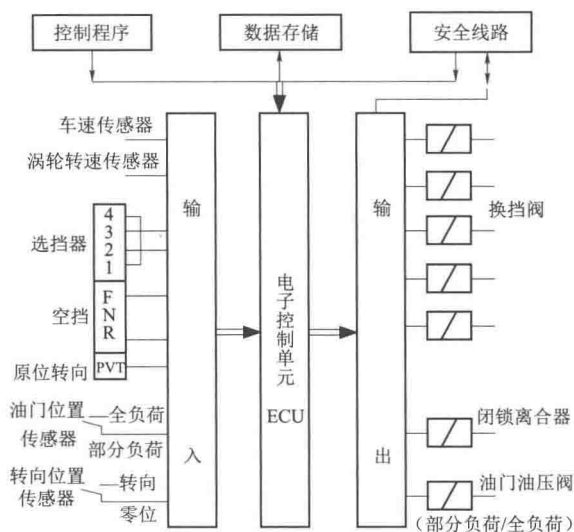 控制程序
数据存储
安全线路
车速传感器
涡轮转速传感器
选挡器
4
3
2
1
空挡
F
N
R
原位转向
PVT
油门位置
传感器
全负荷
部分负荷
转向位置
传感器
转向
零位
输
入
电子控制单元
ECU
输
出
换挡阀
闭锁离合器
油门油压阀
(部分负荷/全负荷)